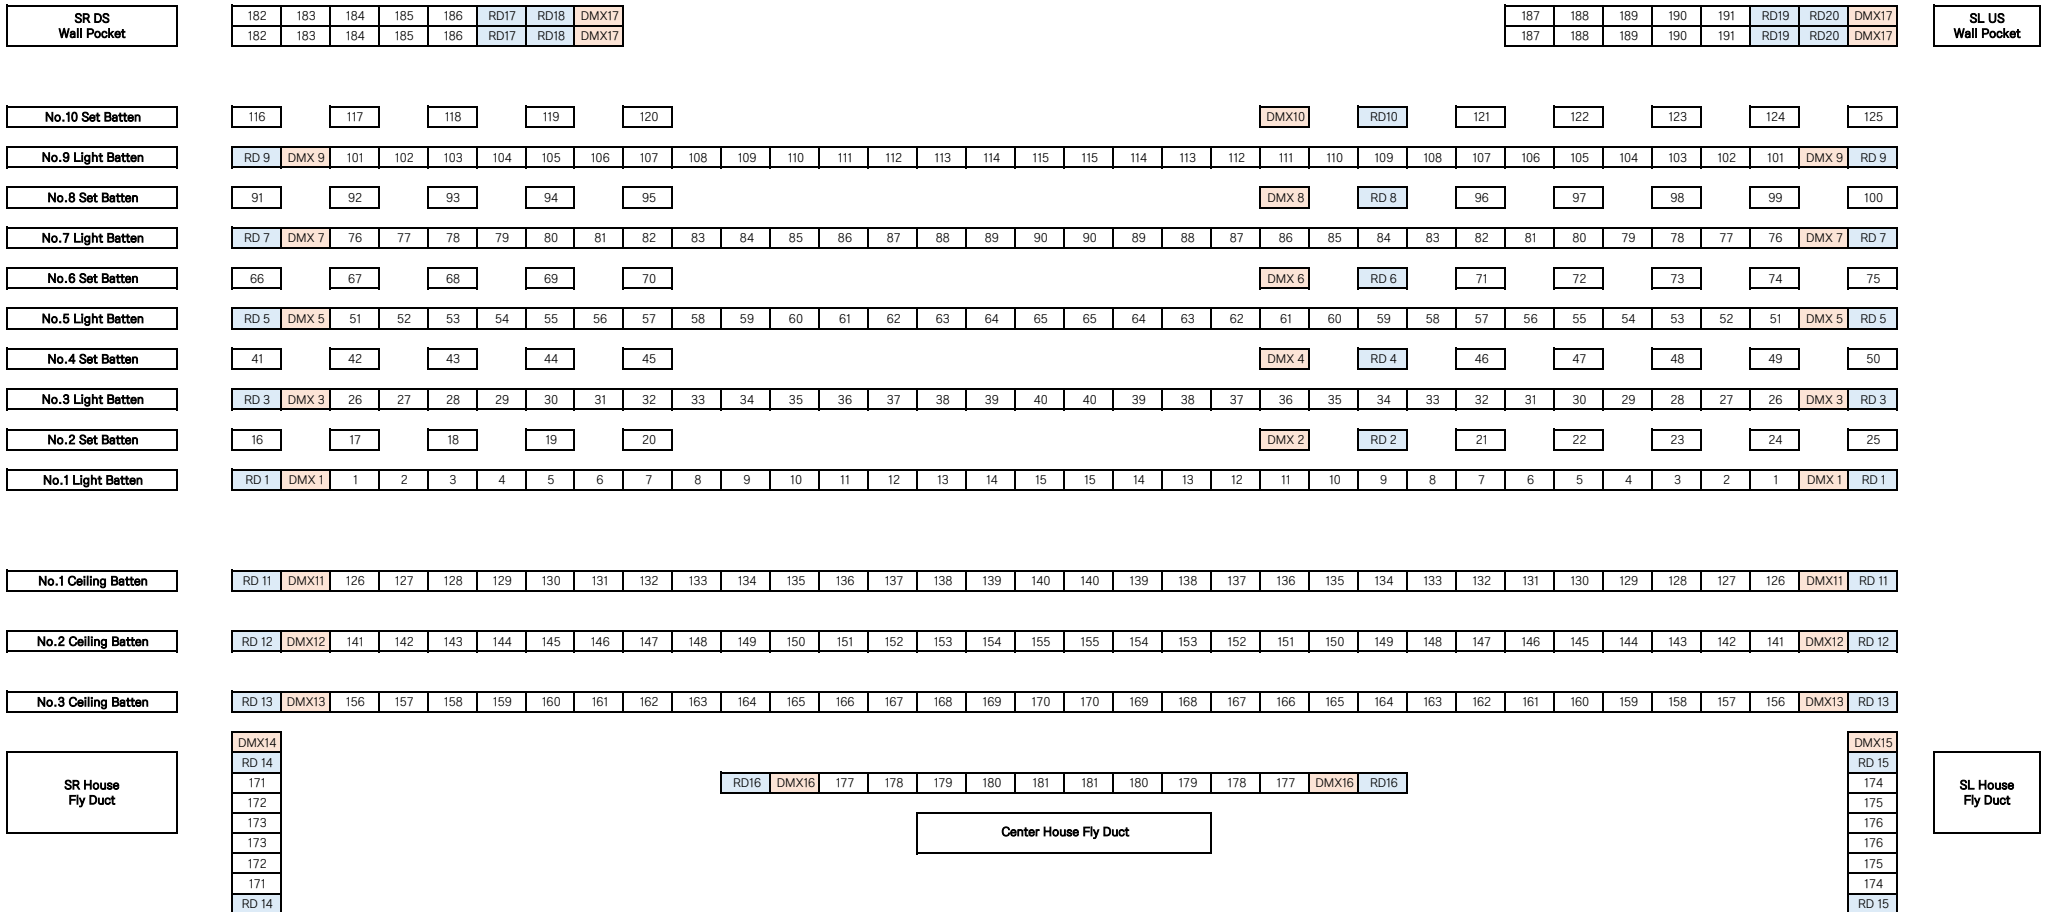 SR DS
Wall Pocket
182 183 184 185 186 RD17 RD18 DMX17
182 183 184 185 186 RD17 RD18 DMX17
187 188 189 190 191 RD19 RD20 DMX17
187 188 189 190 191 RD19 RD20 DMX17
SL US
Wall Pocket
No.10 Set Batten 116 117 118 119 120 DMX10 RD10 121 122 123 124 125
No.9 Light Batten RD 9 DMX 9 101 102 103 104 105 106 107 108 109 110 111 112 113 114 115 115 114 113 112 111 110 109 108 107 106 105 104 103 102 101 DMX 9 RD 9
No.8 Set Batten 91 92 93 94 95 DMX 8 RD 8 96 97 98 99 100
No.7 Light Batten RD 7 DMX 7 76 77 78 79 80 81 82 83 84 85 86 87 88 89 90 90 89 88 87 86 85 84 83 82 81 80 79 78 77 76 DMX 7 RD 7
No.6 Set Batten 66 67 68 69 70 DMX 6 RD 6 71 72 73 74 75
No.5 Light Batten RD 5 DMX 5 51 52 53 54 55 56 57 58 59 60 61 62 63 64 65 65 64 63 62 61 60 59 58 57 56 55 54 53 52 51 DMX 5 RD 5
No.4 Set Batten 41 42 43 44 45 DMX 4 RD 4 46 47 48 49 50
No.3 Light Batten RD 3 DMX 3 26 27 28 29 30 31 32 33 34 35 36 37 38 39 40 40 39 38 37 36 35 34 33 32 31 30 29 28 27 26 DMX 3 RD 3
No.2 Set Batten 16 17 18 19 20 DMX 2 RD 2 21 22 23 24 25
No.1 Light Batten RD 1 DMX 1 1 2 3 4 5 6 7 8 9 10 11 12 13 14 15 15 14 13 12 11 10 9 8 7 6 5 4 3 2 1 DMX 1 RD 1
No.1 Ceiling Batten RD 11 DMX11 126 127 128 129 130 131 132 133 134 135 136 137 138 139 140 140 139 138 137 136 135 134 133 132 131 130 129 128 127 126 DMX11 RD 11
No.2 Ceiling Batten RD 12 DMX12 141 142 143 144 145 146 147 148 149 150 151 152 153 154 155 155 154 153 152 151 150 149 148 147 146 145 144 143 142 141 DMX12 RD 12
No.3 Ceiling Batten RD 13 DMX13 156 157 158 159 160 161 162 163 164 165 166 167 168 169 170 170 169 168 167 166 165 164 163 162 161 160 159 158 157 156 DMX13 RD 13
SR House
Fly Duct
DMX14
RD 14
171
172
173
173
172
171
RD 14
RD16 DMX16 177 178 179 180 181 181 180 179 178 177 DMX16 RD16
Center House Fly Duct
DMX15
RD 15
174
175
176
176
175
174
RD 15
SL House
Fly Duct